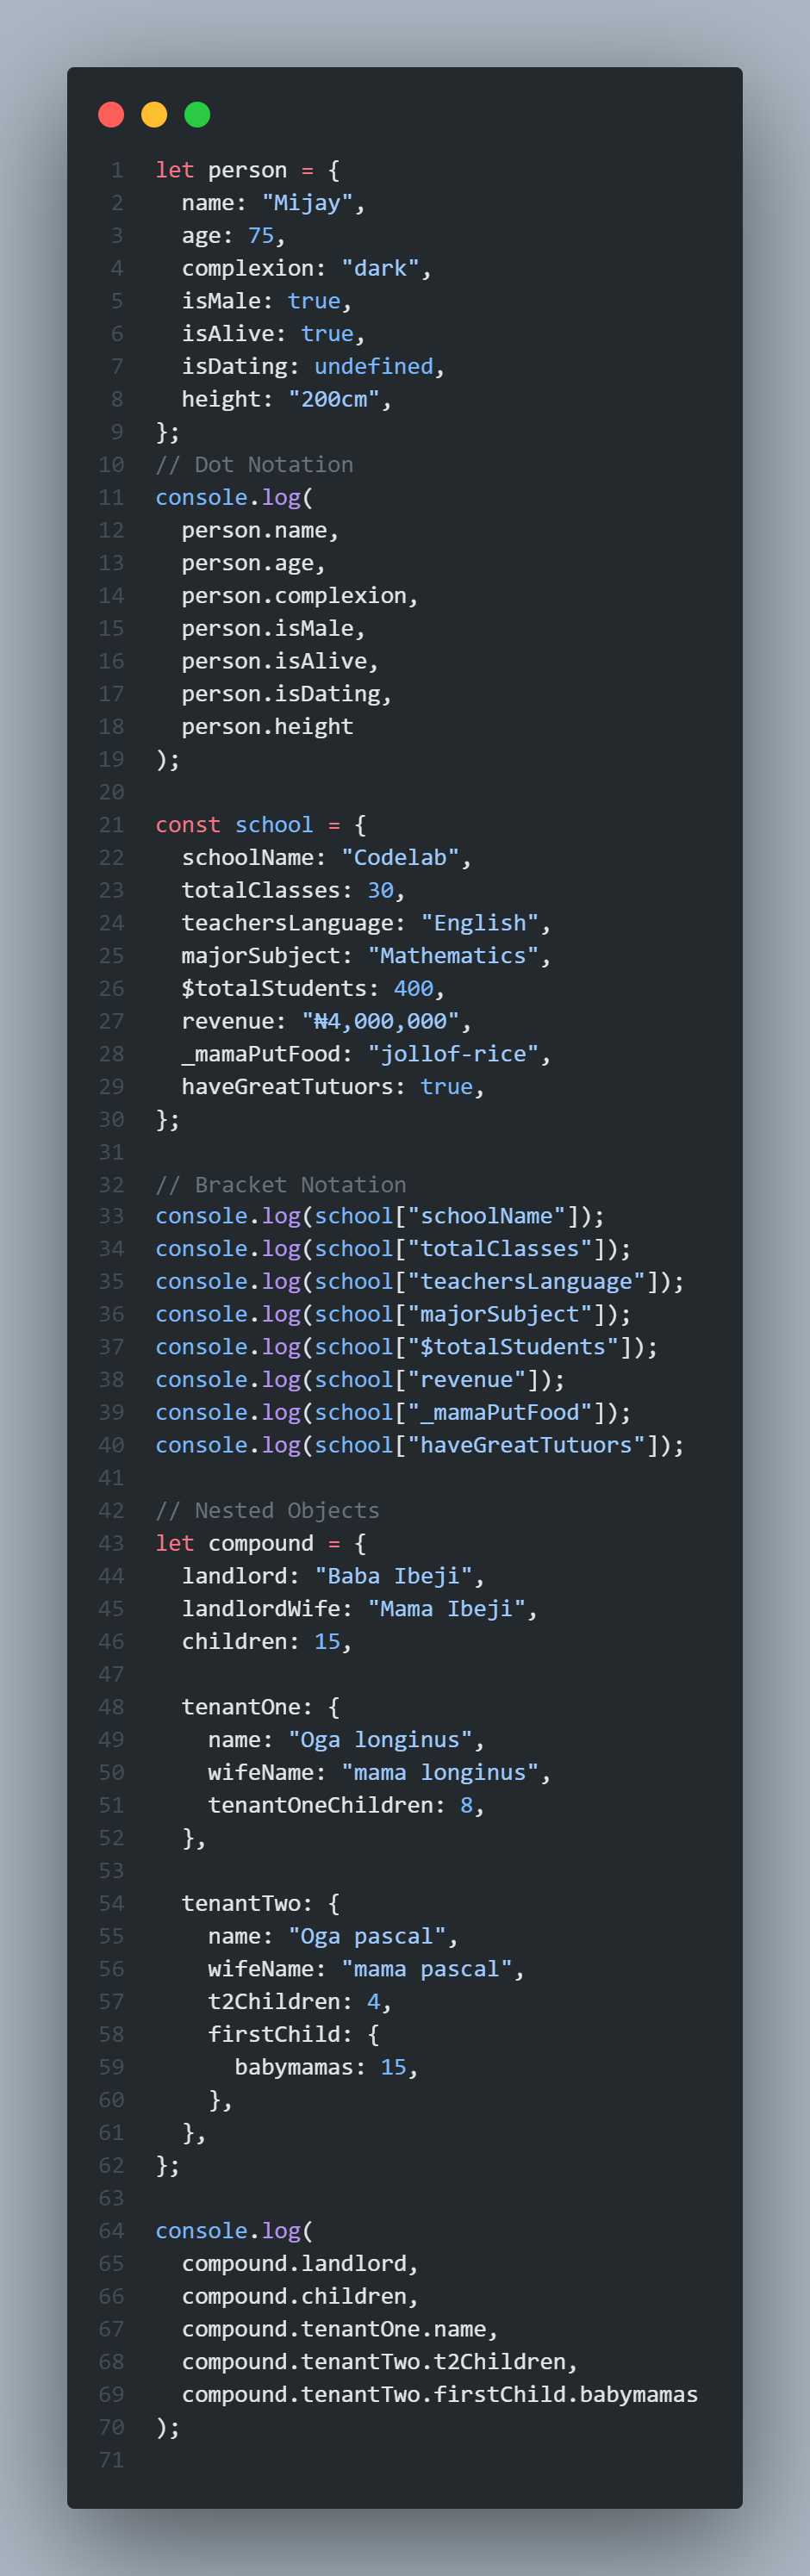 1 let person = {
2   name: "Mijay",
3   age: 75,
4   complexion: "dark",
5   isMale: true,
6   isAlive: true,
7   isDating: undefined,
8   height: "200cm",
9 };
10 // Dot Notation
11 console.log(
12   person.name,
13   person.age,
14   person.complexion,
15   person.isMale,
16   person.isAlive,
17   person.isDating,
18   person.height
19 );
20
21 const school = {
22   schoolName: "Codelab",
23   totalClasses: 30,
24   teachersLanguage: "English",
25   majorSubject: "Mathematics",
26   $totalStudents: 400,
27   revenue: "₦4,000,000",
28   _mamaPutFood: "jollof-rice",
29   haveGreatTutuors: true,
30 };
31
32 // Bracket Notation
33 console.log(school["schoolName"]);
34 console.log(school["totalClasses"]);
35 console.log(school["teachersLanguage"]);
36 console.log(school["majorSubject"]);
37 console.log(school["$totalStudents"]);
38 console.log(school["revenue"]);
39 console.log(school["_mamaPutFood"]);
40 console.log(school["haveGreatTutuors"]);
41
42 // Nested Objects
43 let compound = {
44   landlord: "Baba Ibeji",
45   landlordWife: "Mama Ibeji",
46   children: 15,
47
48   tenantOne: {
49     name: "Oga longinus",
50     wifeName: "mama longinus",
51     tenantOneChildren: 8,
52   },
53
54   tenantTwo: {
55     name: "Oga pascal",
56     wifeName: "mama pascal",
57     t2Children: 4,
58     firstChild: {
59       babymamas: 15,
60     },
61   },
62 };
63
64 console.log(
65   compound.landlord,
66   compound.children,
67   compound.tenantOne.name,
68   compound.tenantTwo.t2Children,
69   compound.tenantTwo.firstChild.babymamas
70 );
71